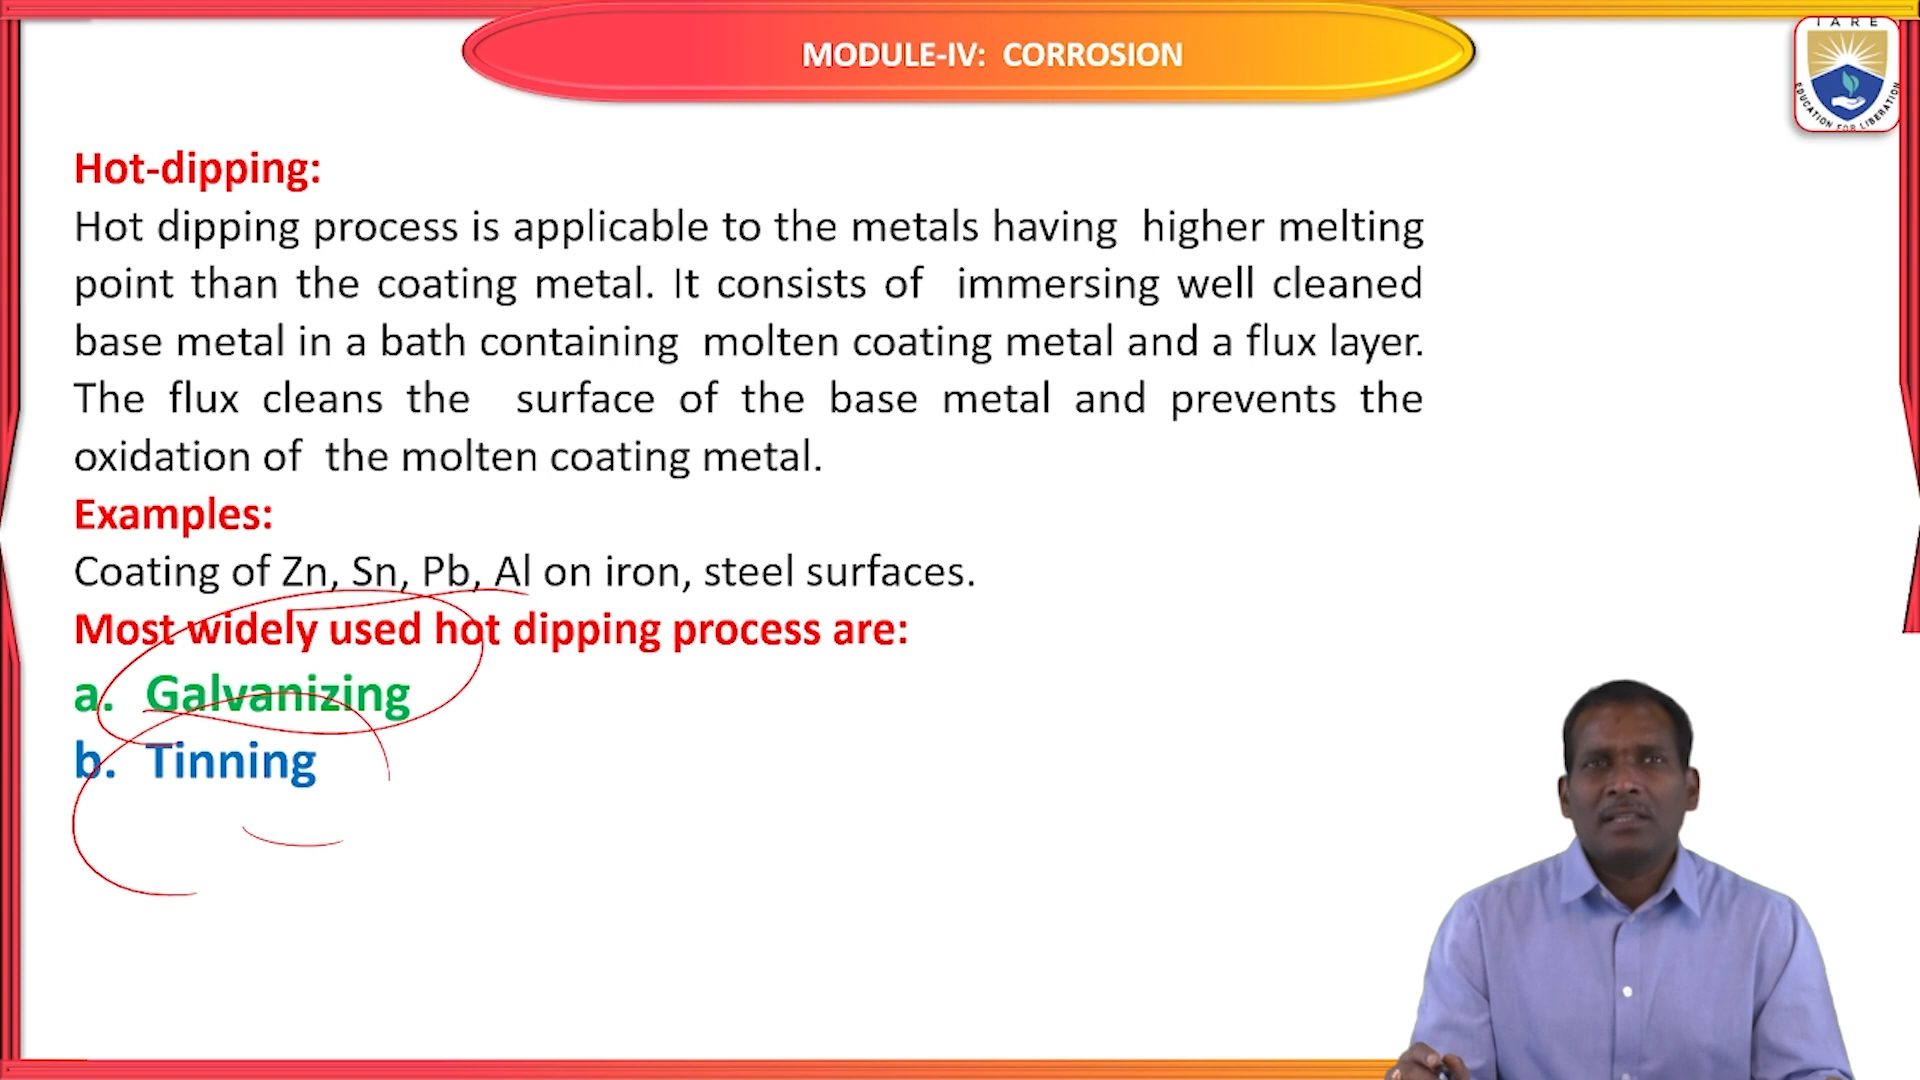 MODULE-IV: CORROSION
IARE
EDUCATION FOR LIBERATION
Hot-dipping:
Hot dipping process is applicable to the metals having higher melting
point than the coating metal. It consists of immersing well cleaned
base metal in a bath containing molten coating metal and a flux layer.
The flux cleans the surface of the base metal and prevents the
oxidation of the molten coating metal.
Examples:
Coating of Zn, Sn, Pb, Al on iron, steel surfaces.
Most widely used hot dipping process are:
a. Galvanizing
b. Tinning